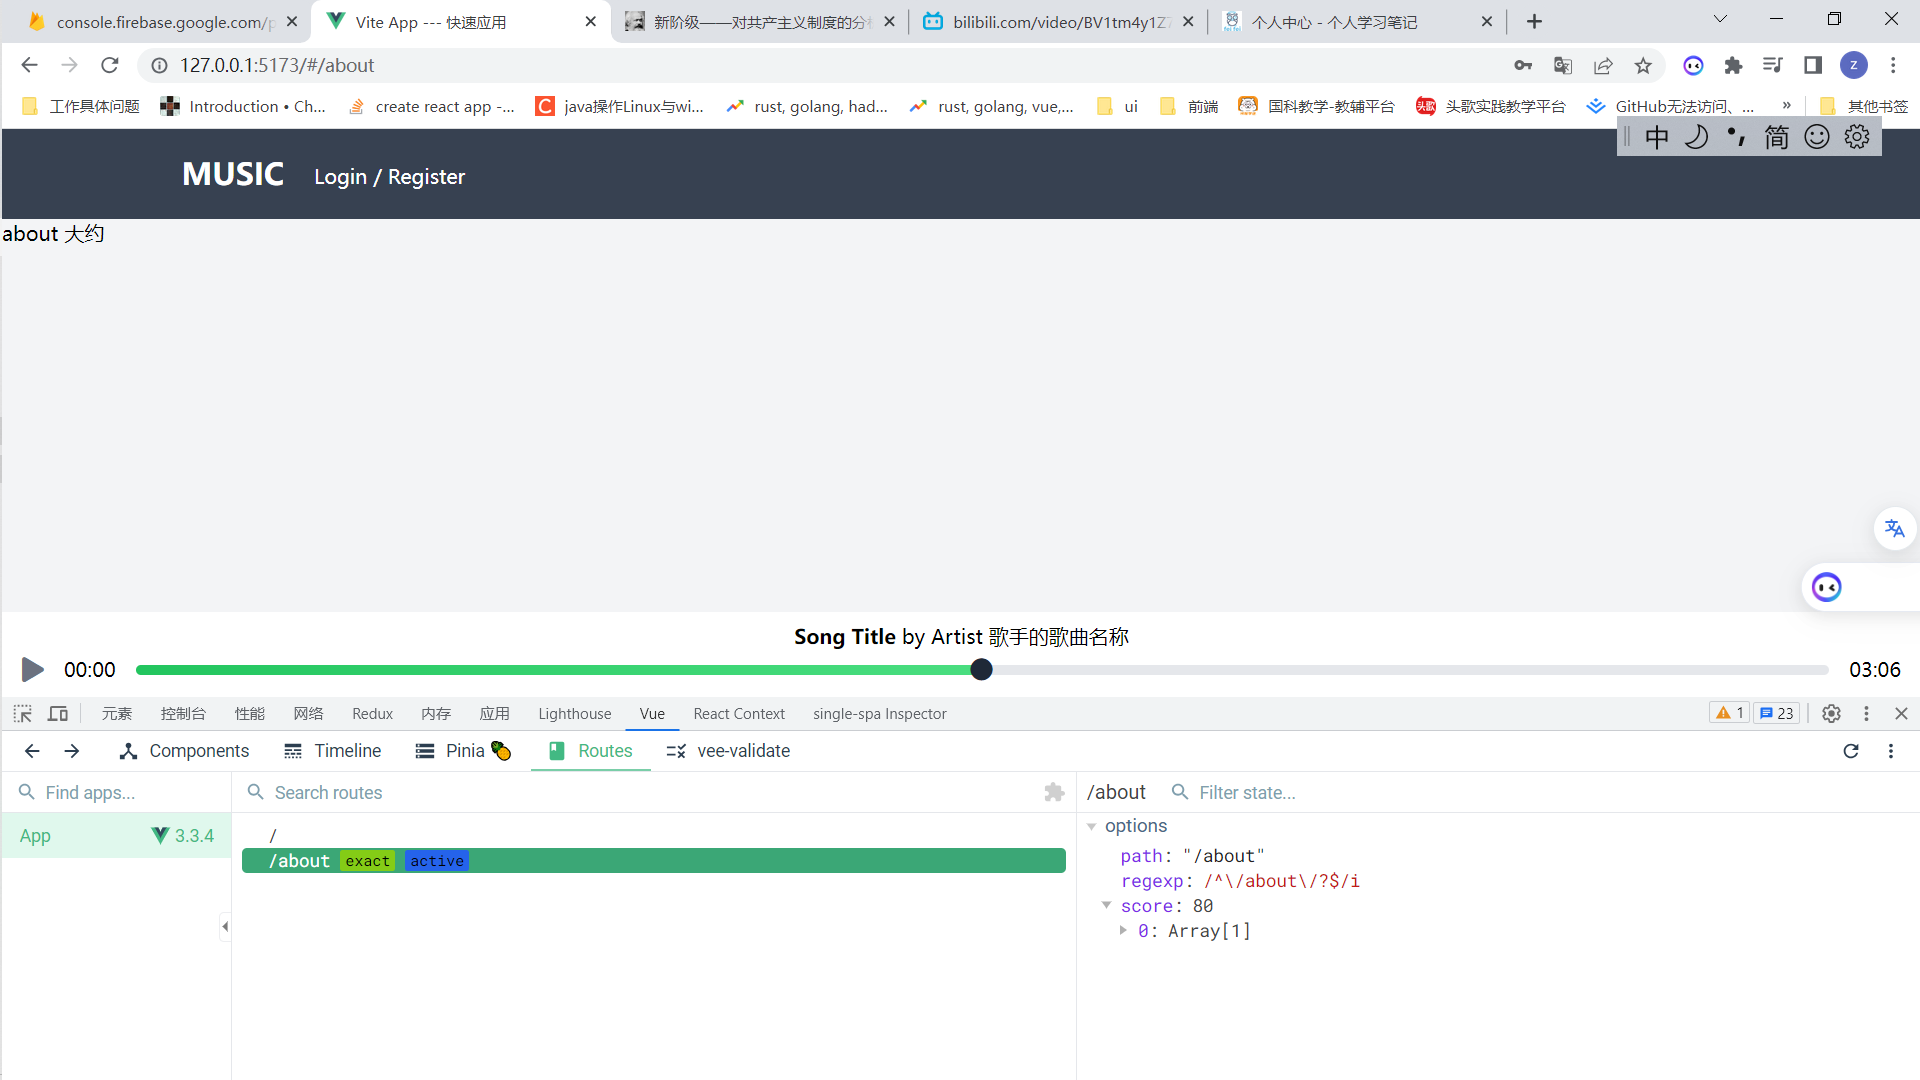 console.firebase.google.com/p
Vite App --- 快速应用
新阶级——对共产主义制度的分析
bilibili.com/video/BV1tm4y1Z7
个人中心 - 个人学习笔记
127.0.0.1:5173/#/about
Z
工作具体问题
Introduction • Ch...
create react app -...
java操作Linux与wi...
rust, golang, had...
rust, golang, vue,...
ui
前端
国科教学-教辅平台
头歌 头歌实践教学平台
GitHub无法访问、...
»
其他书签
中 简
MUSIC
Login / Register
about 大约
Song Title by Artist 歌手的歌曲名称
00:00
03:06
元素
控制台
性能
网络
Redux
内存
应用
Lighthouse
Vue
React Context
single-spa Inspector
1
23
Components
Timeline
Pinia 🍍
Routes
vee-validate
Find apps...
Search routes
/about
Filter state...
App
3.3.4
/
/about exact active
options
path: "/about"
regexp: /^\/about\/?$/i
score: 80
0: Array[1]